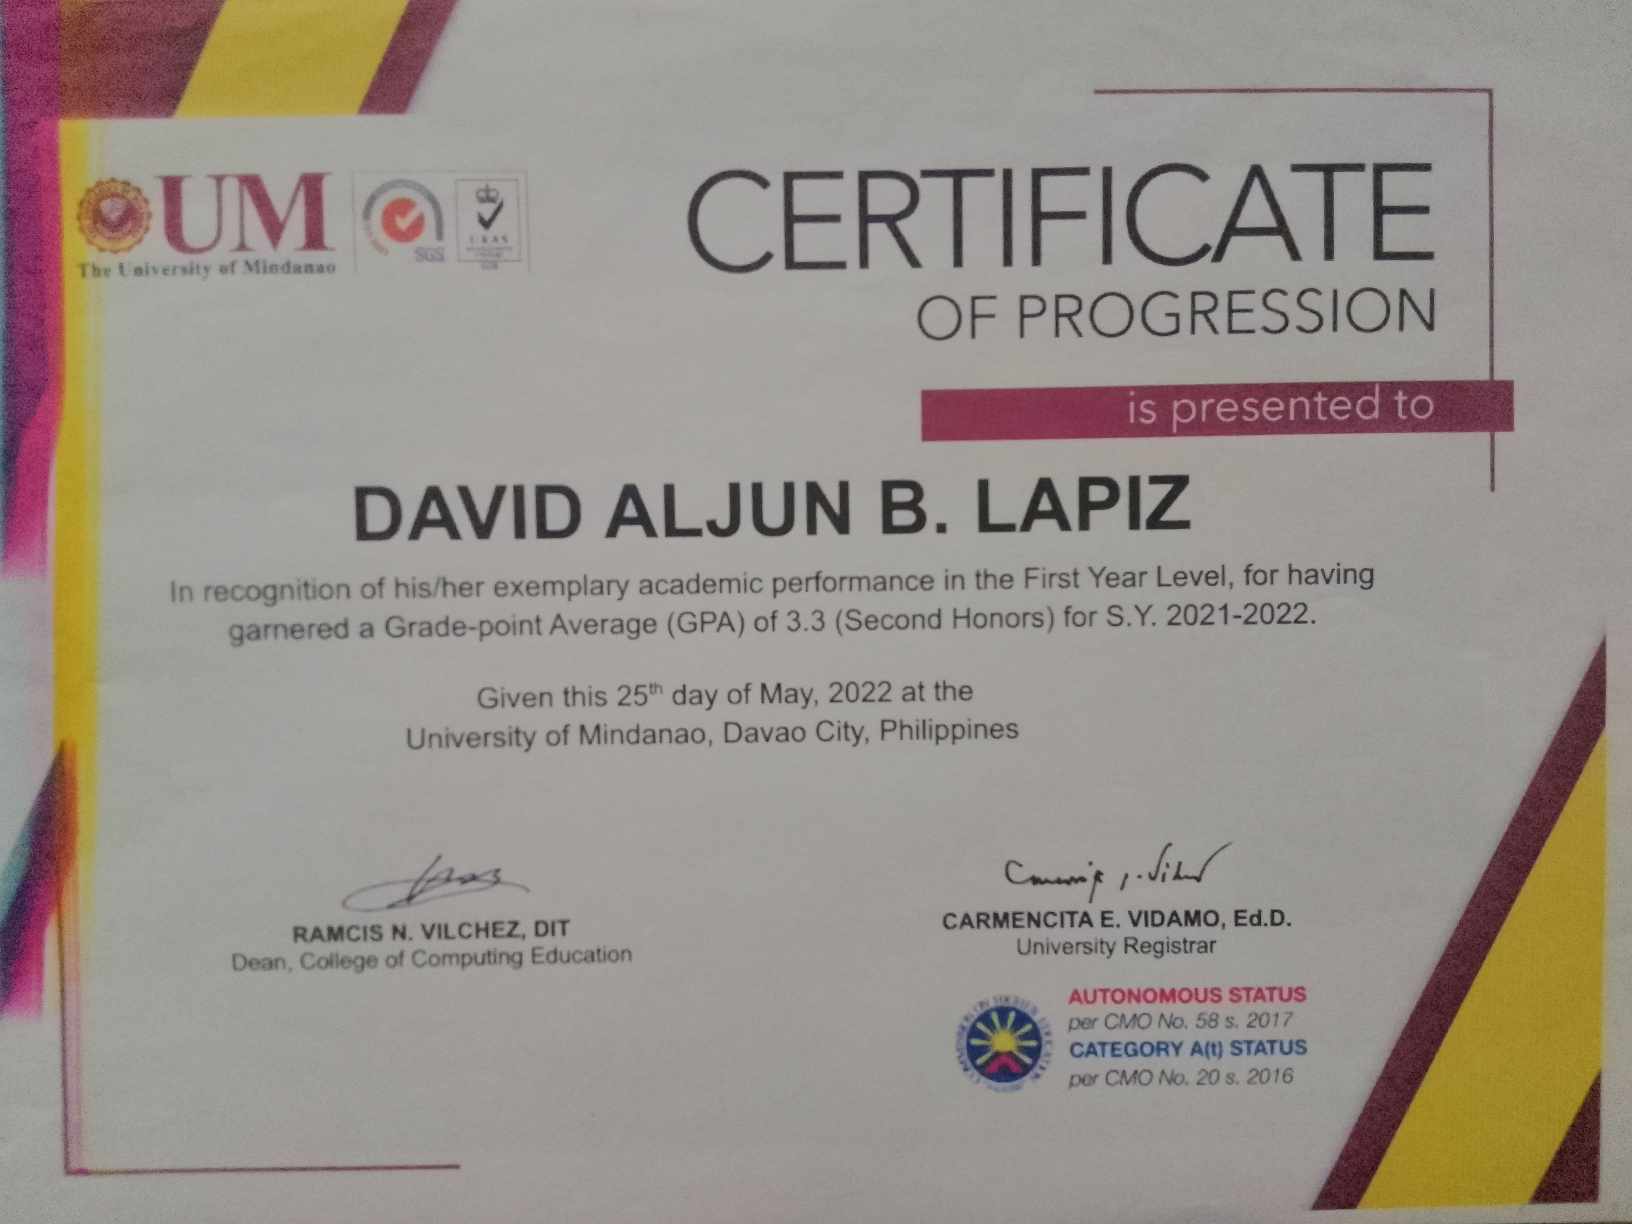 UM
The University of Mindanao
SGS
UKAS
CERTIFICATE
OF PROGRESSION
is presented to
DAVID ALJUN B. LAPIZ
In recognition of his/her exemplary academic performance in the First Year Level, for having
garnered a Grade-point Average (GPA) of 3.3 (Second Honors) for S.Y. 2021-2022.
Given this 25th day of May, 2022 at the
University of Mindanao, Davao City, Philippines
RAMCIS N. VILCHEZ, DIT
Dean, College of Computing Education
CARMENCITA E. VIDAMO, Ed.D.
University Registrar
AUTONOMOUS STATUS
per CMO No. 58 s. 2017
CATEGORY A(t) STATUS
per CMO No. 20 s. 2016